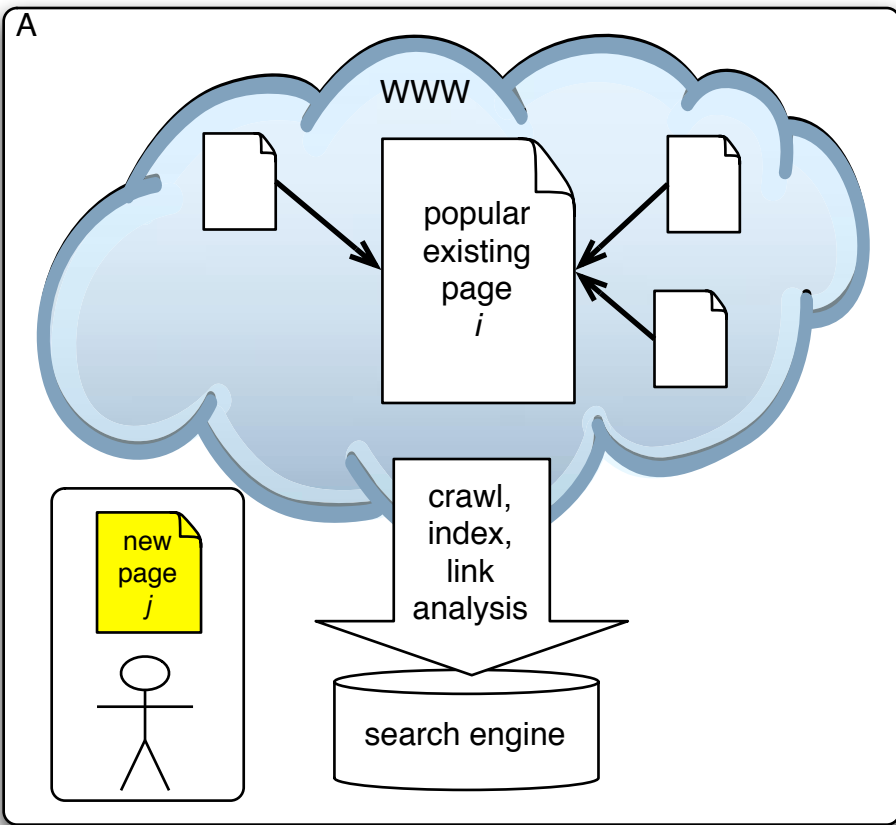 A
WWW
popular
existing
page
i
crawl,
index,
link
analysis
new
page
j
search engine